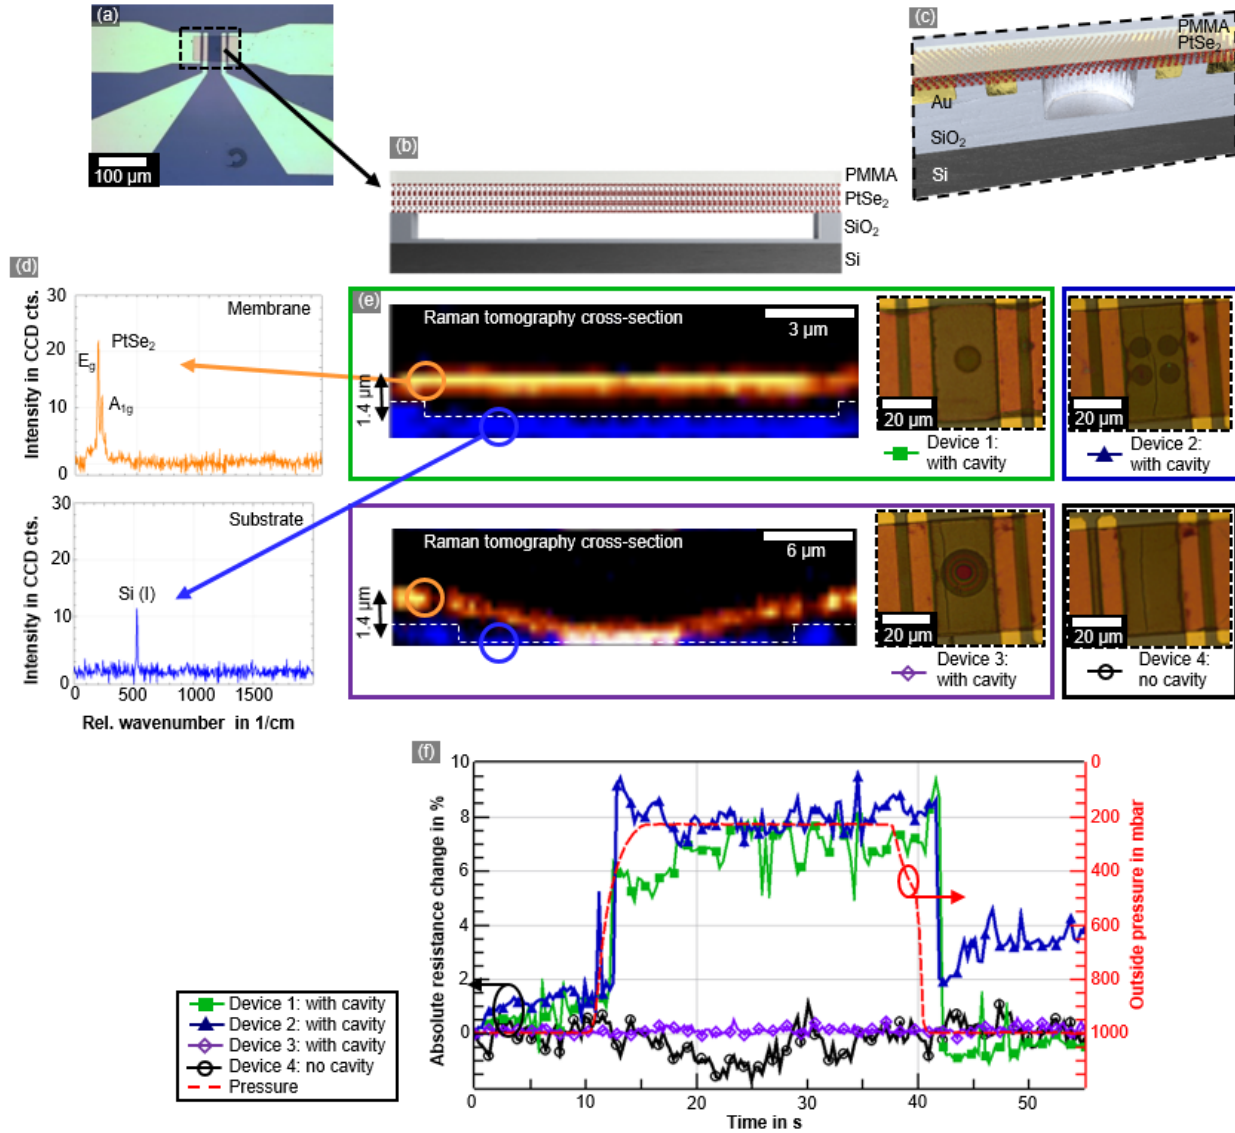 (a)
100 µm
(b)
PMMA
PtSe2
SiO2
Si
(c)
PMMA
PtSe2
Au
SiO2
Si
(d)
Intensity in CCD cts.
30
20
10
0
Membrane
PtSe2
Eg
A1g
Intensity in CCD cts.
30
20
10
0
Substrate
Si (I)
0 500 1000 1500
Rel. wavenumber in 1/cm
(e)
Raman tomography cross-section
3 µm
1.4 µm
20 µm
Device 1:
with cavity
20 µm
Device 2:
with cavity
Raman tomography cross-section
6 µm
1.4 µm
20 µm
Device 3:
with cavity
20 µm
Device 4:
no cavity
(f)
Absolute resistance change in %
10
8
6
4
2
0
0
200
400
600
800
1000
Outside pressure in mbar
0 10 20 30 40 50
Time in s
Device 1: with cavity
Device 2: with cavity
Device 3: with cavity
Device 4: no cavity
Pressure